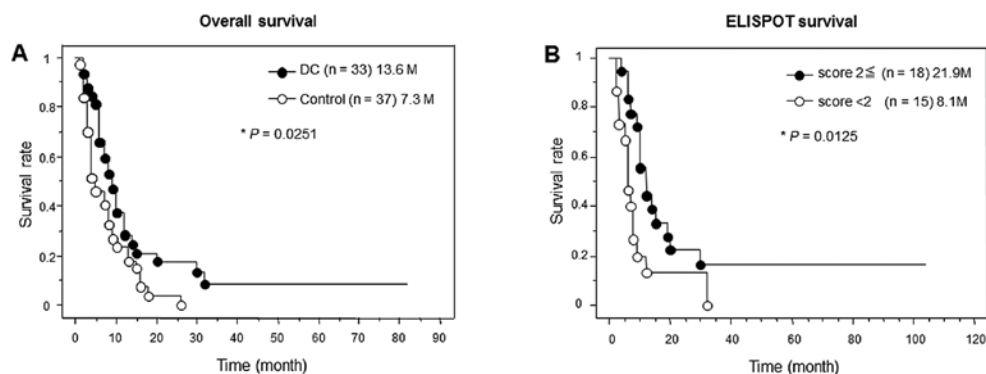 Overall survival
A
DC (n = 33) 13.6 M
Control (n = 37) 7.3 M
* P = 0.0251
1
0.8
0.6
0.4
0.2
0
Survival rate
0 10 20 30 40 50 60 70 80 90
Time (month)
ELISPOT survival
B
score 2≦ (n = 18) 21.9M
score <2 (n = 15) 8.1M
* P = 0.0125
1
0.8
0.6
0.4
0.2
0
Survival rate
0 20 40 60 80 100 120
Time (month)